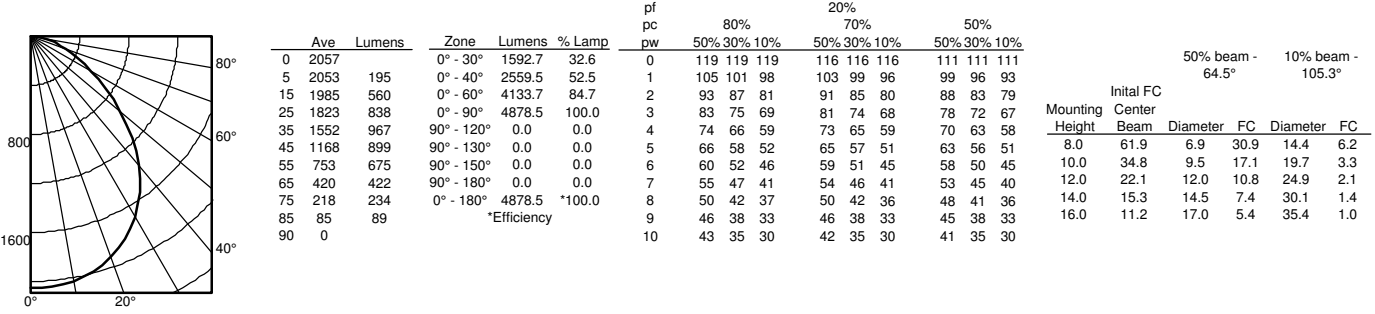 80°
60°
40°
800
1600
0° 20°
Ave Lumens
0 2057
5 2053 195
15 1985 560
25 1823 838
35 1552 967
45 1168 899
55 753 675
65 420 422
75 218 234
85 85 89
90 0
Zone Lumens % Lamp
0° - 30° 1592.7 32.6
0° - 40° 2559.5 52.5
0° - 60° 4133.7 84.7
0° - 90° 4878.5 100.0
90° - 120° 0.0 0.0
90° - 130° 0.0 0.0
90° - 150° 0.0 0.0
90° - 180° 0.0 0.0
0° - 180° 4878.5 *100.0
*Efficiency
pf 20%
pc 80% 70% 50%
pw 50% 30% 10% 50% 30% 10% 50% 30% 10%
0 119 119 119 116 116 116 111 111 111
1 105 101 98 103 99 96 99 96 93
2 93 87 81 91 85 80 88 83 79
3 83 75 69 81 74 68 78 72 67
4 74 66 59 73 65 59 70 63 58
5 66 58 52 65 57 51 63 56 51
6 60 52 46 59 51 45 58 50 45
7 55 47 41 54 46 41 53 45 40
8 50 42 37 50 42 36 48 41 36
9 46 38 33 46 38 33 45 38 33
10 43 35 30 42 35 30 41 35 30
50% beam - 10% beam -
64.5° 105.3°
Inital FC
Mounting Center
Height Beam Diameter FC Diameter FC
8.0 61.9 6.9 30.9 14.4 6.2
10.0 34.8 9.5 17.1 19.7 3.3
12.0 22.1 12.0 10.8 24.9 2.1
14.0 15.3 14.5 7.4 30.1 1.4
16.0 11.2 17.0 5.4 35.4 1.0